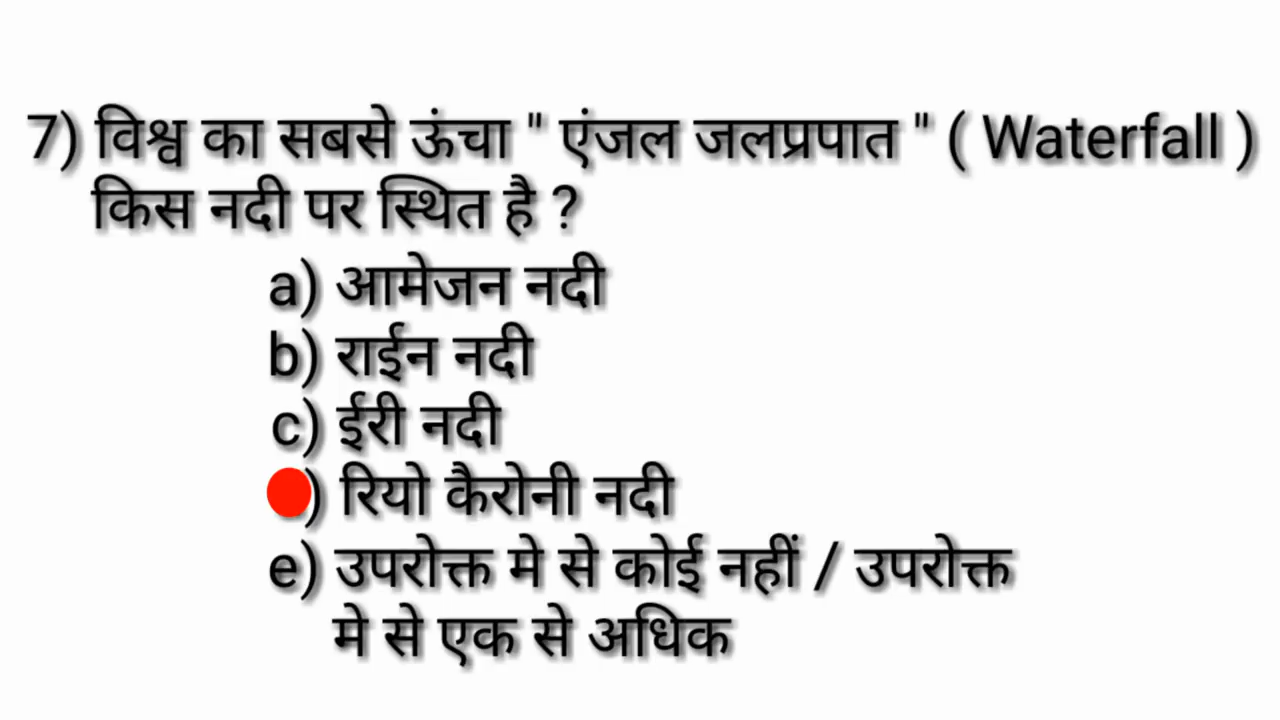 7) विश्व का सबसे ऊंचा " एंजल जलप्रपात " ( Waterfall )
किस नदी पर स्थित है ?
a) आमेजन नदी
b) राईन नदी
c) ईरी नदी
) रियो कैरोनी नदी
e) उपरोक्त मे से कोई नहीं / उपरोक्त
मे से एक से अधिक